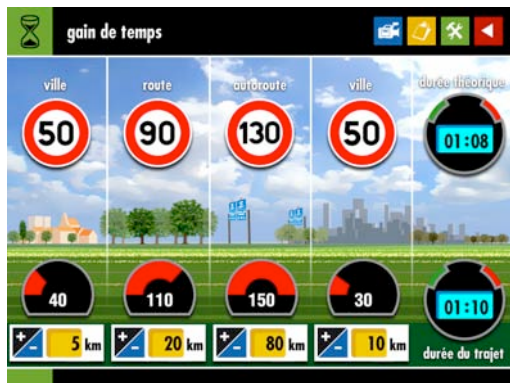 gain de temps
ville
route
autoroute
ville
durée théorique
50
90
130
50
01:08
40
110
150
30
01:10
5 km
20 km
80 km
10 km
durée du trajet